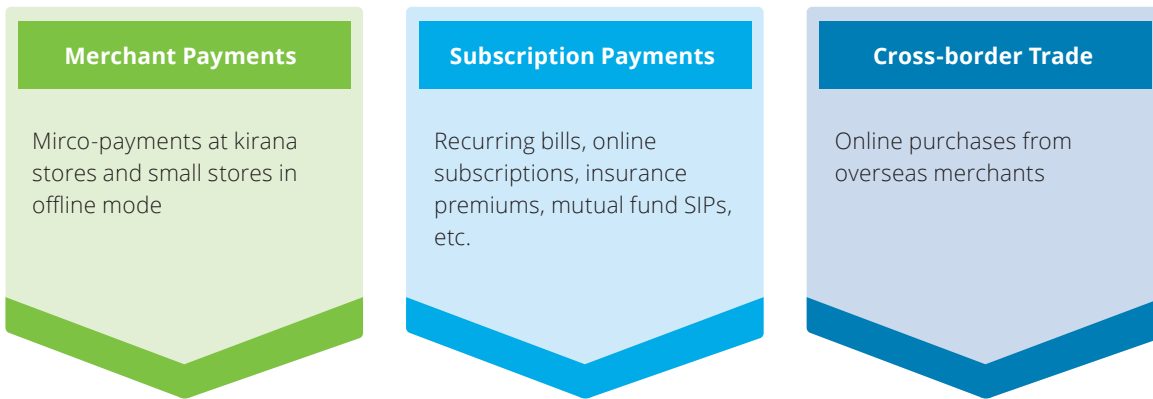 Merchant Payments
Mirco-payments at kirana
stores and small stores in
offline mode
Subscription Payments
Recurring bills, online
subscriptions, insurance
premiums, mutual fund SIPs,
etc.
Cross-border Trade
Online purchases from
overseas merchants